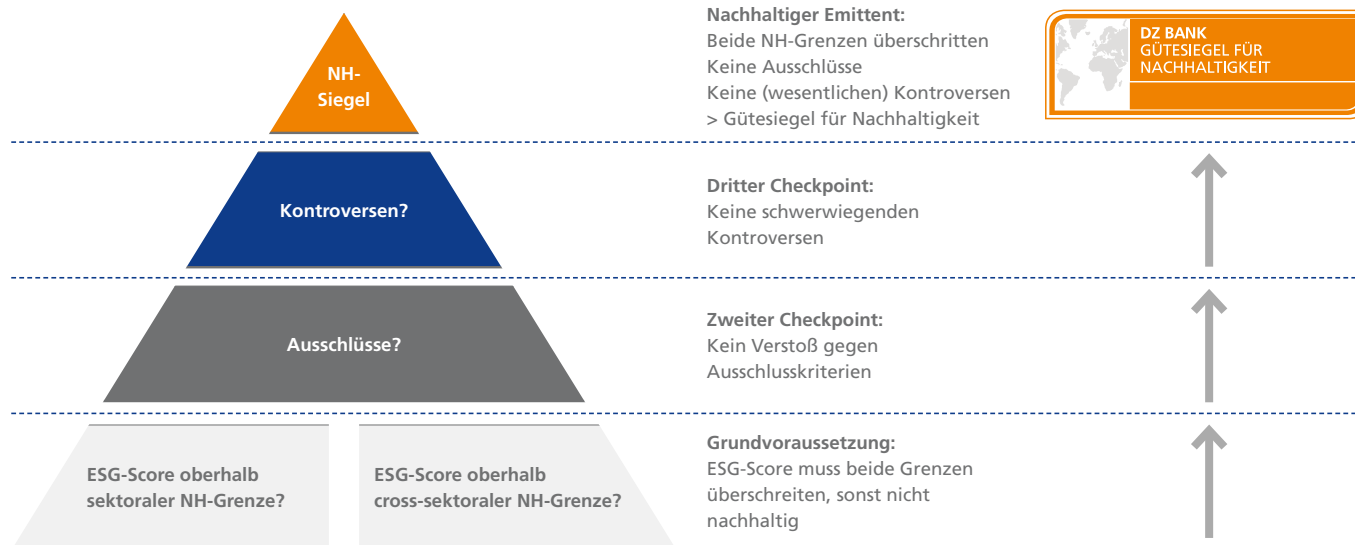 NH-
Siegel
Nachhaltiger Emittent:
Beide NH-Grenzen überschritten
Keine Ausschlüsse
Keine (wesentlichen) Kontroversen
> Gütesiegel für Nachhaltigkeit
DZ BANK
GÜTESIEGEL FÜR
NACHHALTIGKEIT
Kontroversen?
Dritter Checkpoint:
Keine schwerwiegenden
Kontroversen
Ausschlüsse?
Zweiter Checkpoint:
Kein Verstoß gegen
Ausschlusskriterien
ESG-Score oberhalb
sektoraler NH-Grenze?
ESG-Score oberhalb
cross-sektoraler NH-Grenze?
Grundvoraussetzung:
ESG-Score muss beide Grenzen
überschreiten, sonst nicht
nachhaltig